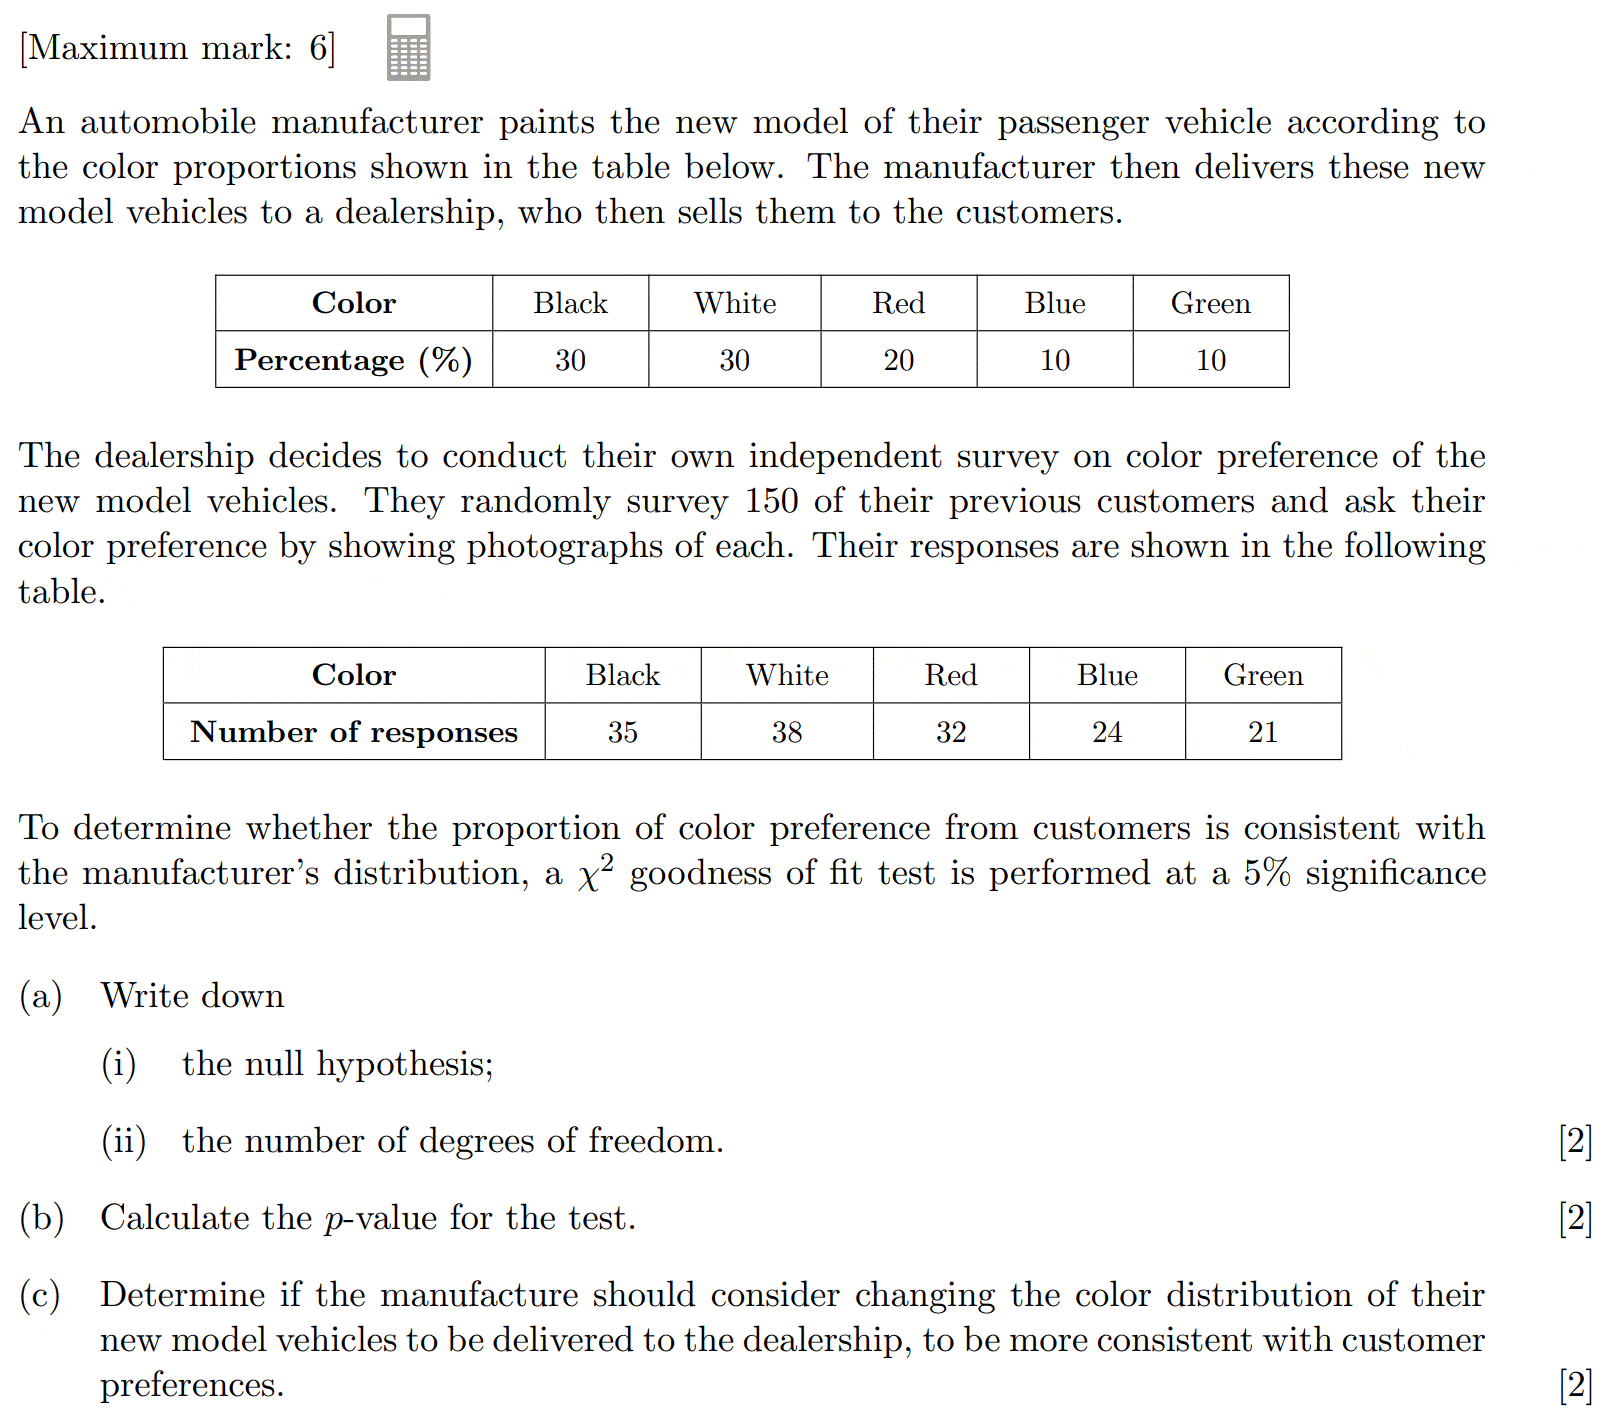 [Maximum mark: 6]
An automobile manufacturer paints the new model of their passenger vehicle according to
the color proportions shown in the table below. The manufacturer then delivers these new
model vehicles to a dealership, who then sells them to the customers.
Color Black White Red Blue Green
Percentage (%) 30 30 20 10 10
The dealership decides to conduct their own independent survey on color preference of the
new model vehicles. They randomly survey 150 of their previous customers and ask their
color preference by showing photographs of each. Their responses are shown in the following
table.
Color Black White Red Blue Green
Number of responses 35 38 32 24 21
To determine whether the proportion of color preference from customers is consistent with
the manufacturer's distribution, a χ² goodness of fit test is performed at a 5% significance
level.
(a) Write down
(i) the null hypothesis;
(ii) the number of degrees of freedom. [2]
(b) Calculate the p-value for the test. [2]
(c) Determine if the manufacture should consider changing the color distribution of their
new model vehicles to be delivered to the dealership, to be more consistent with customer
preferences. [2]